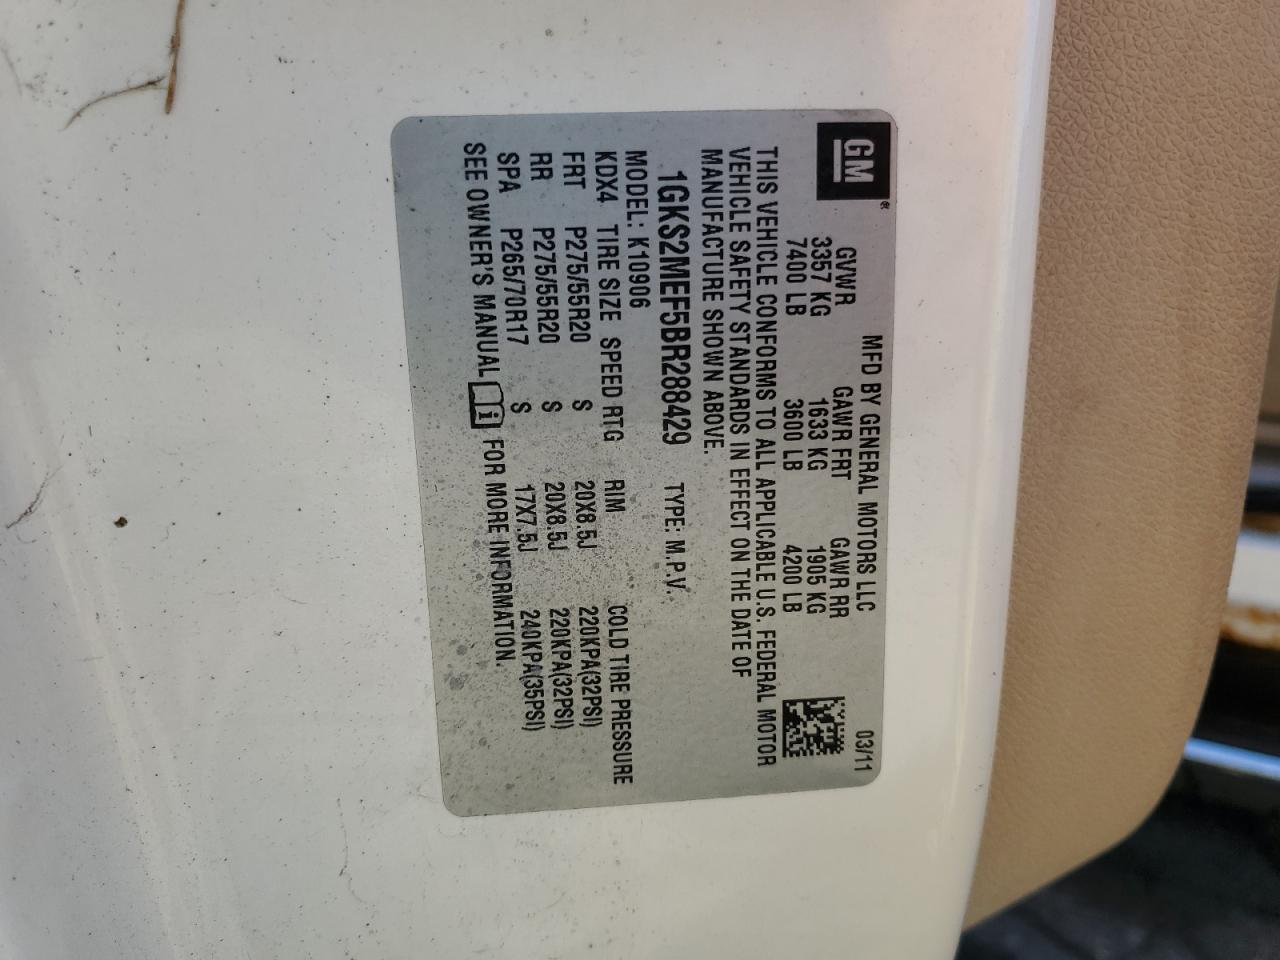 GM
MFD BY GENERAL MOTORS LLC 03/11
GVWR GAWR FRT GAWR RR
3357 KG 1633 KG 1905 KG
7400 LB 3600 LB 4200 LB
THIS VEHICLE CONFORMS TO ALL APPLICABLE U.S. FEDERAL MOTOR
VEHICLE SAFETY STANDARDS IN EFFECT ON THE DATE OF
MANUFACTURE SHOWN ABOVE.
1GKS2MEF5BR288429 TYPE: M.P.V.
MODEL: K10906
KDX4 TIRE SIZE SPEED RTG RIM COLD TIRE PRESSURE
FRT P275/55R20 S 20X8.5J 220KPA(32PSI)
RR P275/55R20 S 20X8.5J 220KPA(32PSI)
SPA P265/70R17 S 17X7.5J 240KPA(35PSI)
SEE OWNER'S MANUAL i FOR MORE INFORMATION.